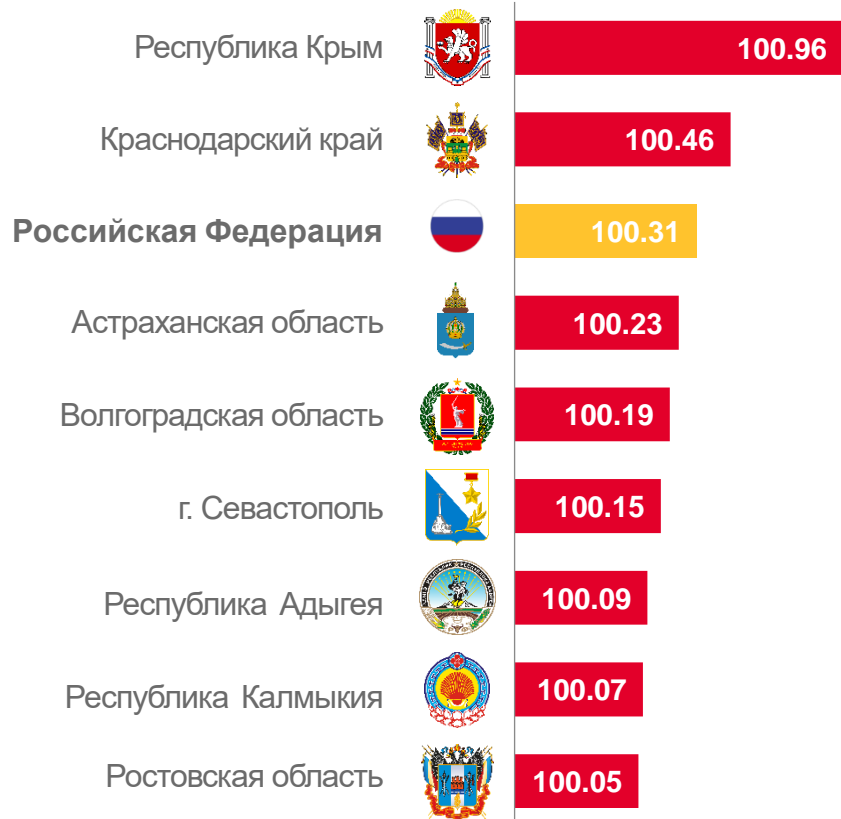 Республика Крым 100.96
Краснодарский край 100.46
Российская Федерация 100.31
Астраханская область 100.23
Волгоградская область 100.19
г. Севастополь 100.15
Республика Адыгея 100.09
Республика Калмыкия 100.07
Ростовская область 100.05